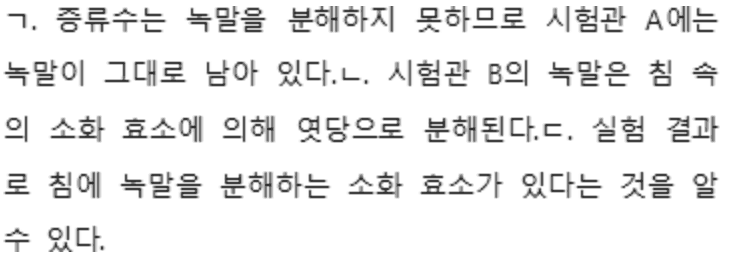 ㄱ. 증류수는 녹말을 분해하지 못하므로 시험관 A에는
녹말이 그대로 남아 있다.ㄴ. 시험관 B의 녹말은 침 속
의 소화 효소에 의해 엿당으로 분해된다.ㄷ. 실험 결과
로 침에 녹말을 분해하는 소화 효소가 있다는 것을 알
수 있다.